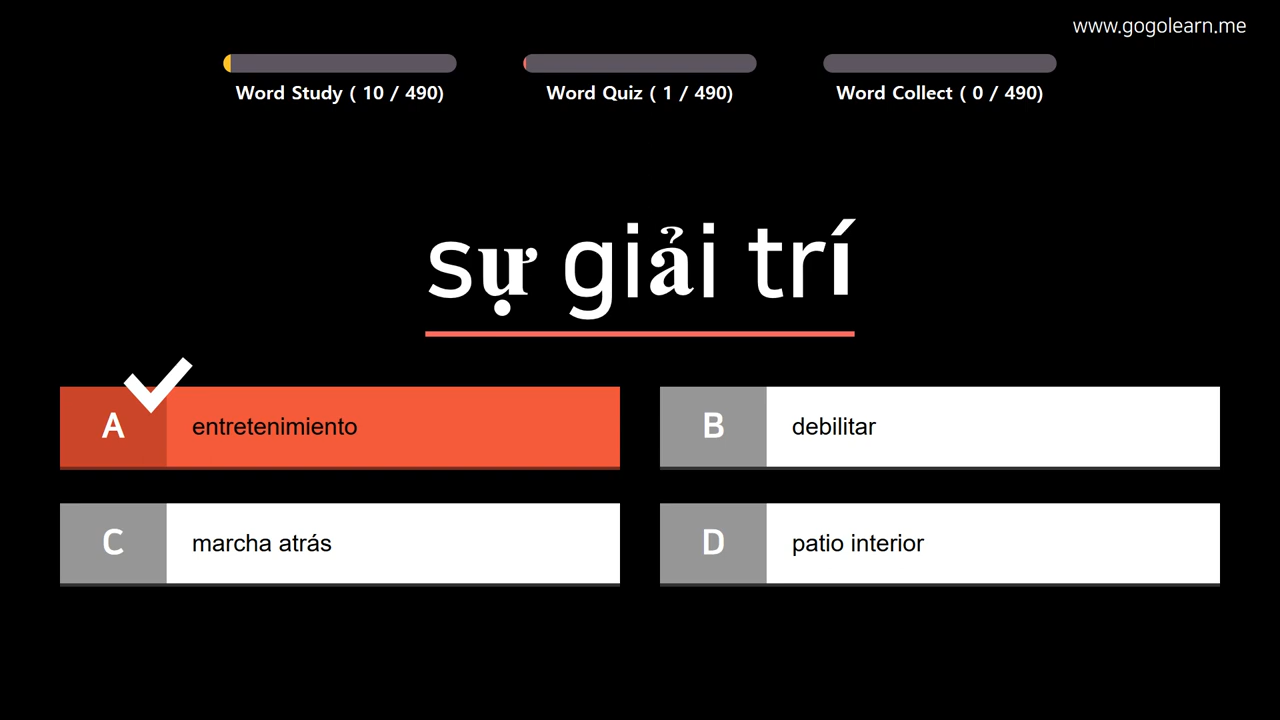 www.gogolearn.me
Word Study ( 10 / 490)
Word Quiz ( 1 / 490)
Word Collect ( 0 / 490)
sự giải trí
A entretenimiento
B debilitar
C marcha atrás
D patio interior